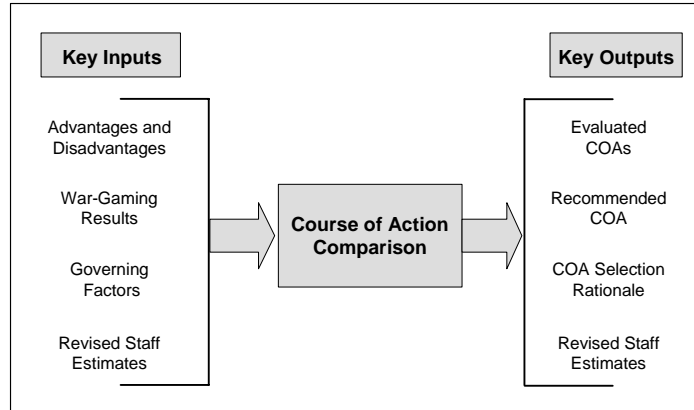 Key Inputs
Advantages and
Disadvantages
War-Gaming
Results
Governing
Factors
Revised Staff
Estimates
Course of Action
Comparison
Key Outputs
Evaluated
COAs
Recommended
COA
COA Selection
Rationale
Revised Staff
Estimates